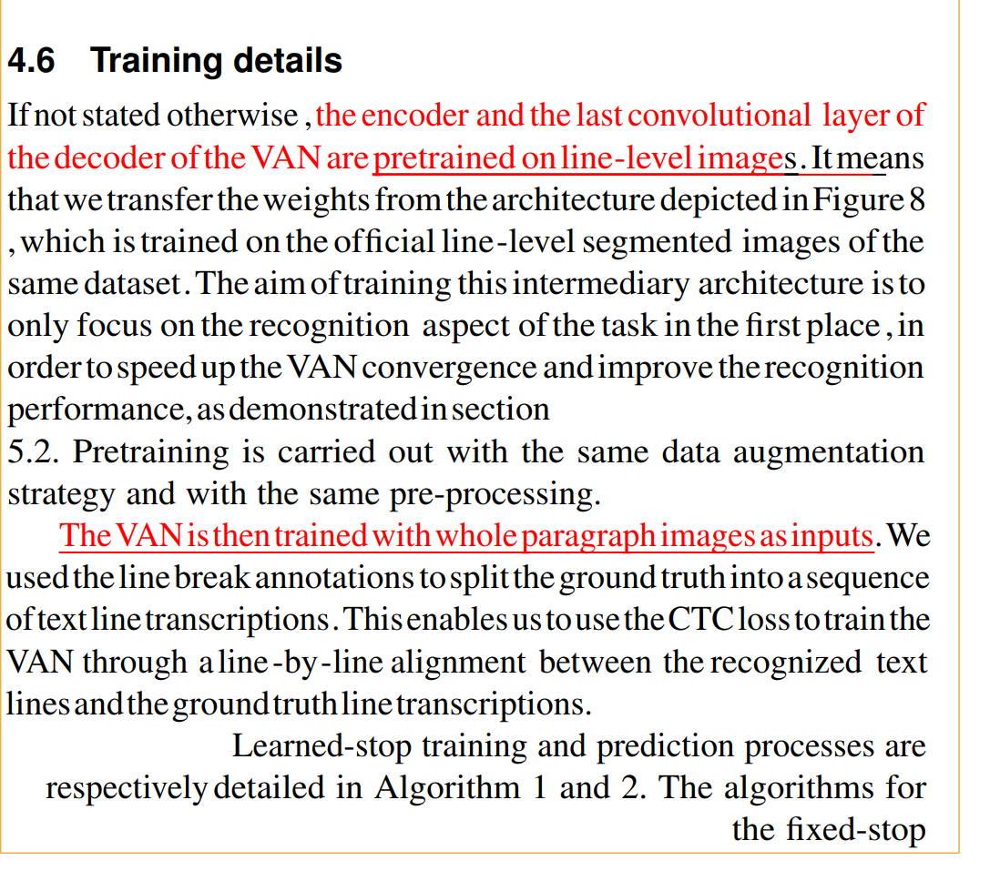 4.6 Training details
If not stated otherwise , the encoder and the last convolutional layer of
the decoder of the VAN are pretrained on line-level images. It means
that we transfer the weights from the architecture depicted in Figure 8
, which is trained on the official line-level segmented images of the
same dataset. The aim of training this intermediary architecture is to
only focus on the recognition aspect of the task in the first place , in
order to speed up the VAN convergence and improve the recognition
performance, as demonstrated in section
5.2. Pretraining is carried out with the same data augmentation
strategy and with the same pre-processing.
The VAN is then trained with whole paragraph images as inputs. We
used the line break annotations to split the ground truth into a sequence
of text line transcriptions. This enables us to use the CTC loss to train the
VAN through a line-by-line alignment between the recognized text
lines and the ground truth line transcriptions.
Learned-stop training and prediction processes are
respectively detailed in Algorithm 1 and 2. The algorithms for
the fixed-stop